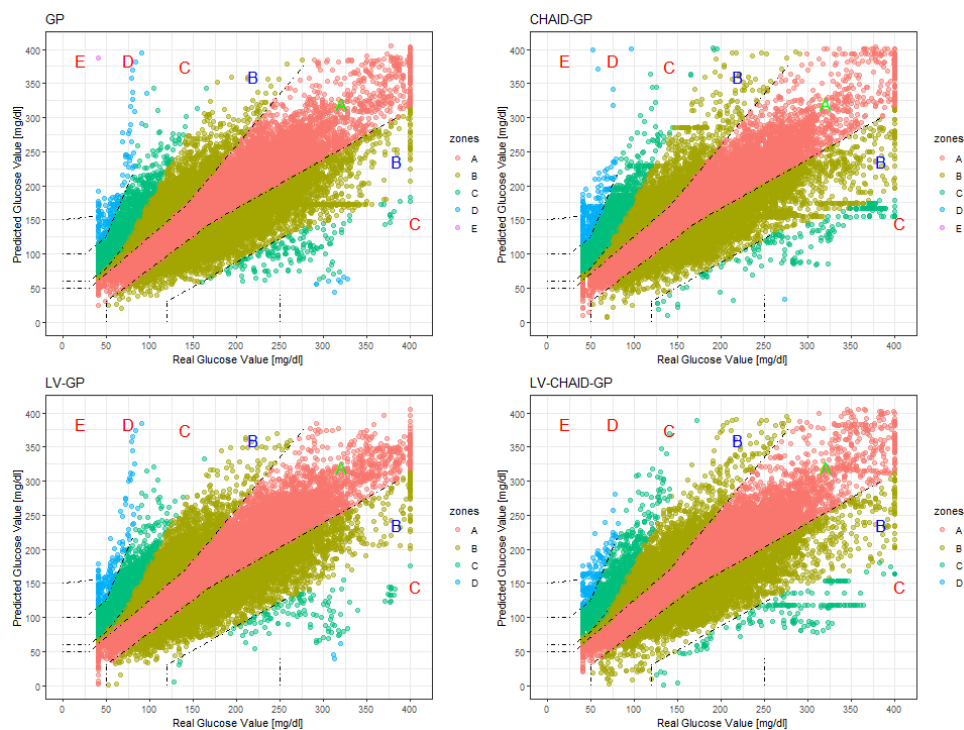 GP
CHAID-GP
400
350
300
250
200
150
100
50
0
E
D
C
B
A
B
C
Predicted Glucose Value [mg/dl]
0 50 100 150 200 250 300 350 400
Real Glucose Value [mg/dl]
zones
A
B
C
D
E
400
350
300
250
200
150
100
50
0
E
D
C
B
A
B
C
Predicted Glucose Value [mg/dl]
0 50 100 150 200 250 300 350 400
Real Glucose Value [mg/dl]
zones
A
B
C
D
E
LV-GP
LV-CHAID-GP
400
350
300
250
200
150
100
50
0
E
D
C
B
A
B
C
Predicted Glucose Value [mg/dl]
0 50 100 150 200 250 300 350 400
Real Glucose Value [mg/dl]
zones
A
B
C
D
400
350
300
250
200
150
100
50
0
E
D
C
B
A
B
C
Predicted Glucose Value [mg/dl]
0 50 100 150 200 250 300 350 400
Real Glucose Value [mg/dl]
zones
A
B
C
D